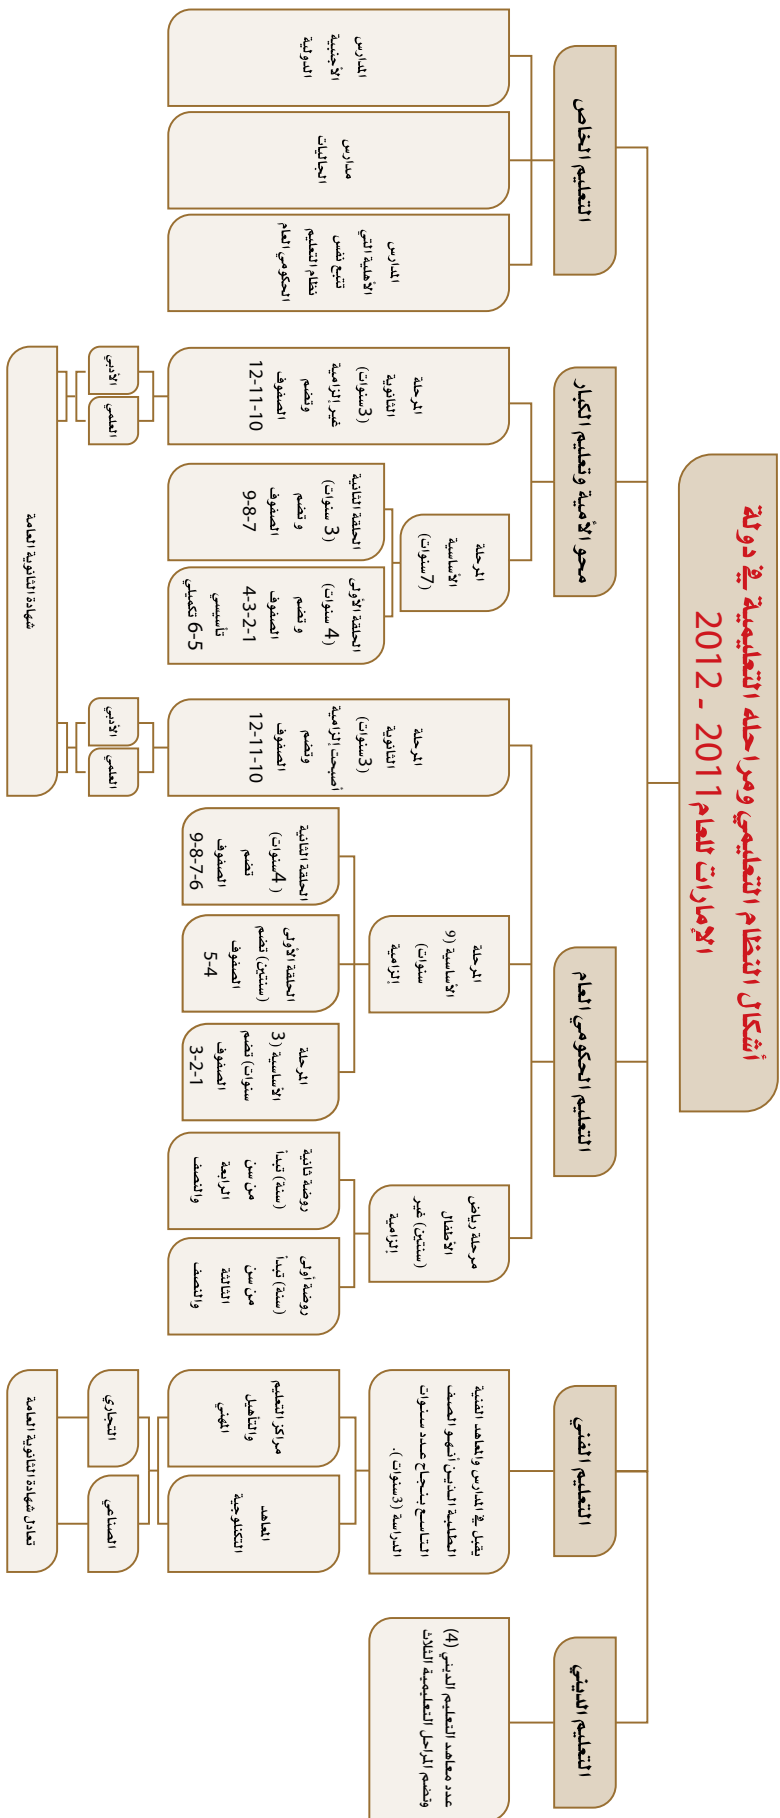 أشكال النظام التعليمي ومراحله التعليمية في دولة
الإمارات للعام 2011 - 2012
التعليم الديني
عدد معاهد التعليم الديني (4)
وتضم المراحل التعليمية الثلاث
التعليم الفني
يقبل في المدارس والمعاهد الفنية
الطلبة الذين أنهو الصف
التاسع بنجاح عدد سنوات
الدراسة (3سنوات ).
المعاهد
التكنلوجية
مراكز التعليم
والتأهيل
المهني
الصناعي
التجاري
تعادل شهادة الثانوية العامة
التعليم الحكومي العام
مرحلة رياض
الأطفال
(سنتين) غير
إلزامية
روضة أولى
(سنة) تبدأ
من سن
الثالثة
والنصف
روضة ثانية
(سنة) تبدأ
من سن
الرابعة
والنصف
المرحلة
الأساسية (9
سنوات)
إلزامية
المرحلة
الأساسية (3
سنوات) تضم
الصفوف
3-2-1
الحلقة الأولى
(سنتين) تضم
الصفوف
5-4
الحلقة الثانية
(4سنوات )
تضم
الصفوف
9-8-7-6
المرحلة
الثانوية
(3سنوات)
أصبحت إلزامية
وتضم
الصفوف
12-11-10
العلمي
الأدبي
محو الأمية وتعليم الكبار
المرحلة
الأساسية
(7سنوات)
الحلقة الأولى
(4 سنوات)
و تضم
الصفوف
4-3-2-1
تأسيسي
6-5 تكميلي
الحلقة الثانية
(3 سنوات)
و تضم
الصفوف
9-8-7
المرحلة
الثانوية
(3سنوات)
غير إلزامية
وتضم
الصفوف
12-11-10
العلمي
الأدبي
شهادة الثانوية العامة
التعليم الخاص
المدارس
الأهلية التي
تتبع نفس
نظام التعليم
الحكومي العام
مدارس
الجاليات
المدارس
الأجنبية
الدولية